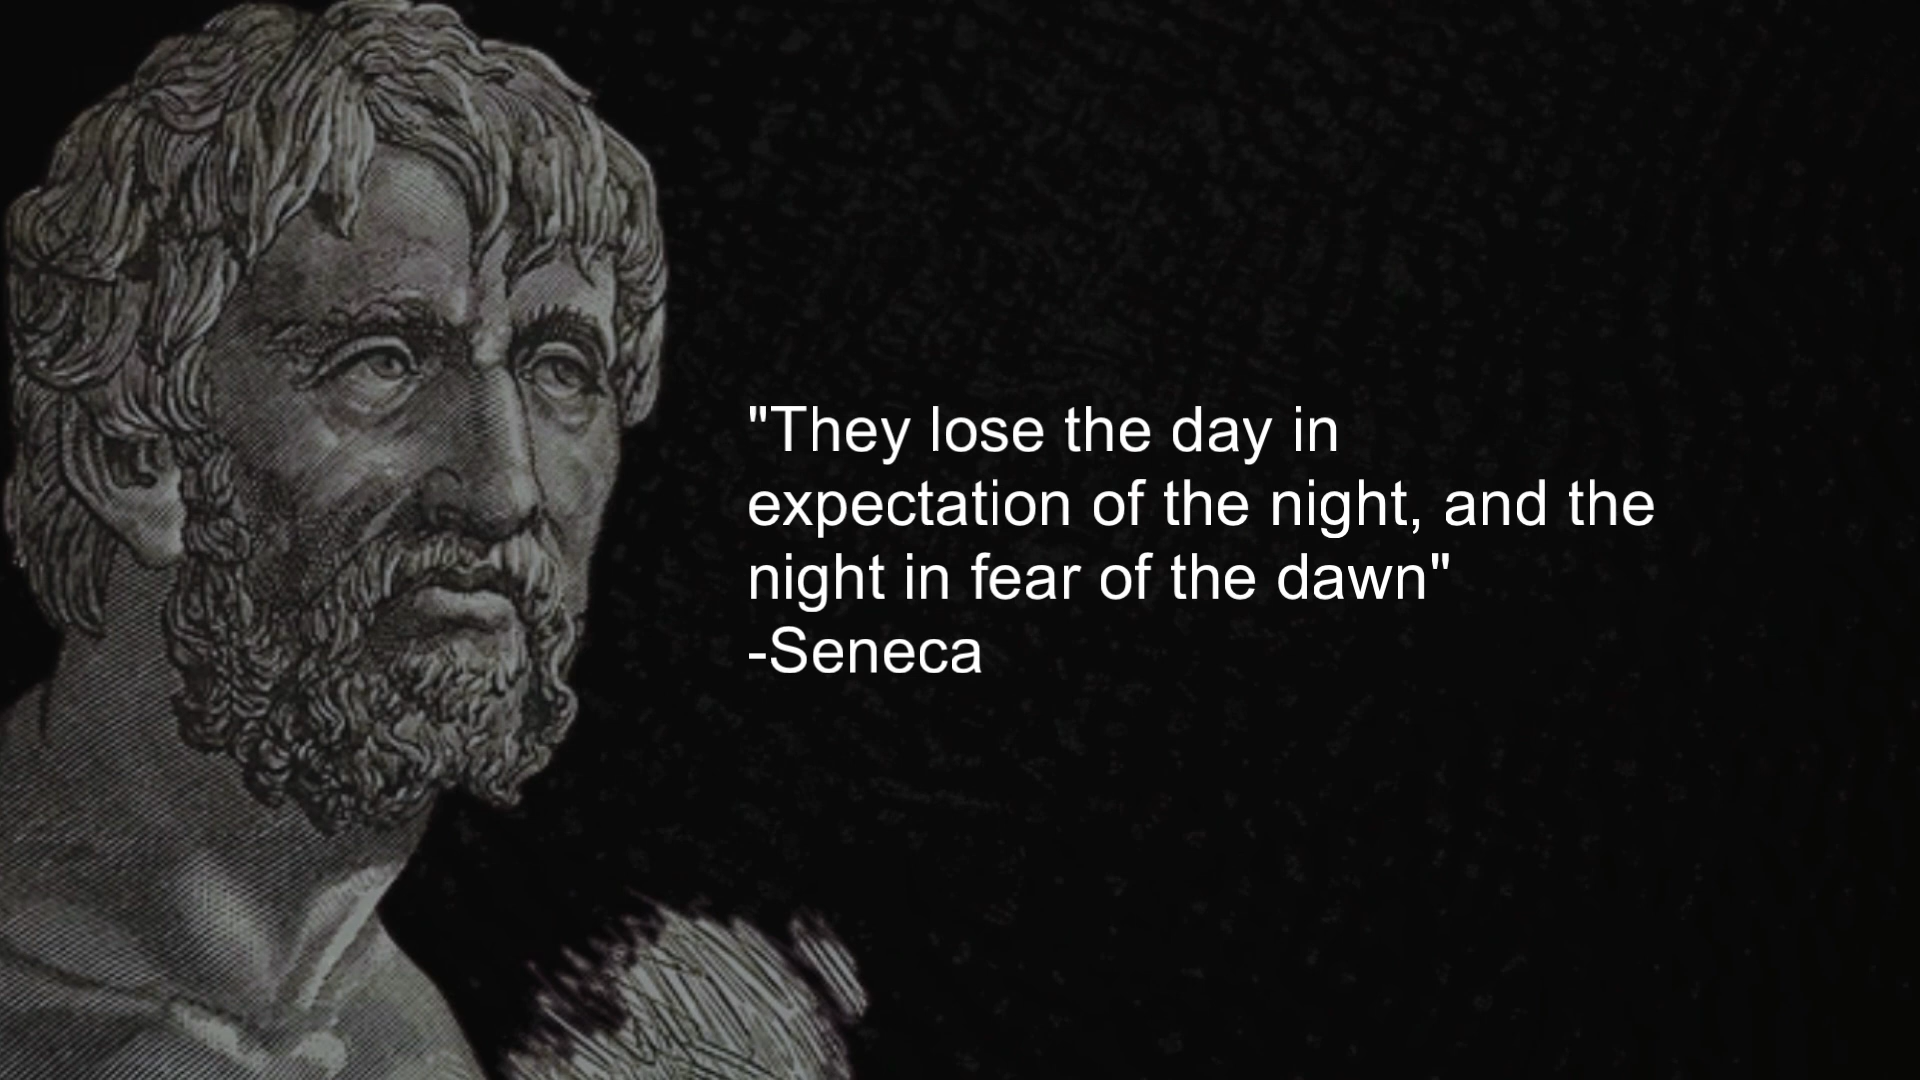 "They lose the day in
expectation of the night, and the
night in fear of the dawn"
-Seneca